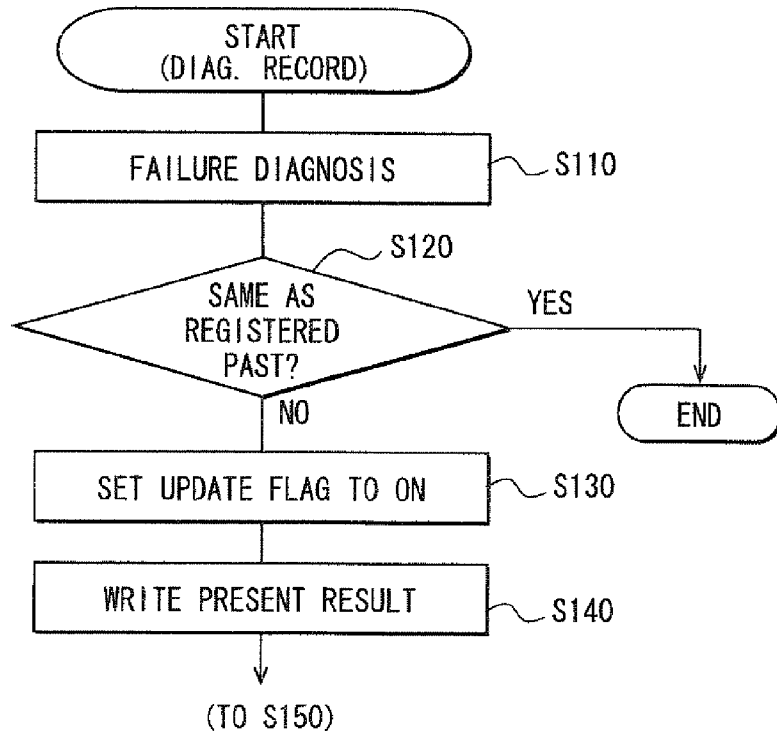 START
(DIAG. RECORD)
FAILURE DIAGNOSIS
S110
S120
SAME AS
REGISTERED
PAST?
YES
END
NO
SET UPDATE FLAG TO ON
S130
WRITE PRESENT RESULT
S140
(TO S150)